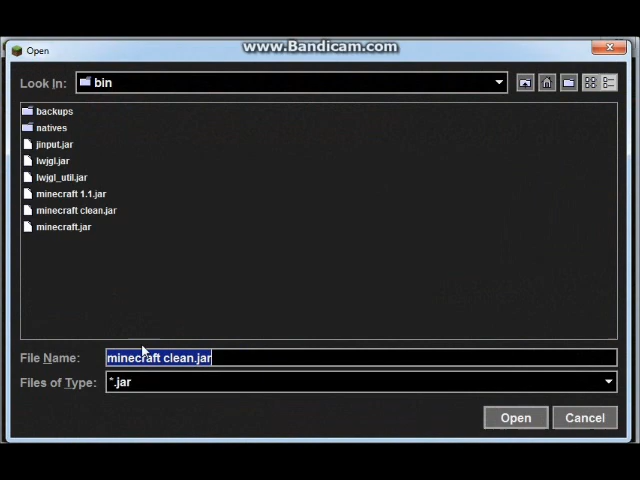 www.Bandicam.com
Open
Look In:
bin
backups
natives
jinput.jar
lwjgl.jar
lwjgl_util.jar
minecraft 1.1.jar
minecraft clean.jar
minecraft.jar
File Name:
minecraft clean.jar
Files of Type:
*.jar
Open
Cancel